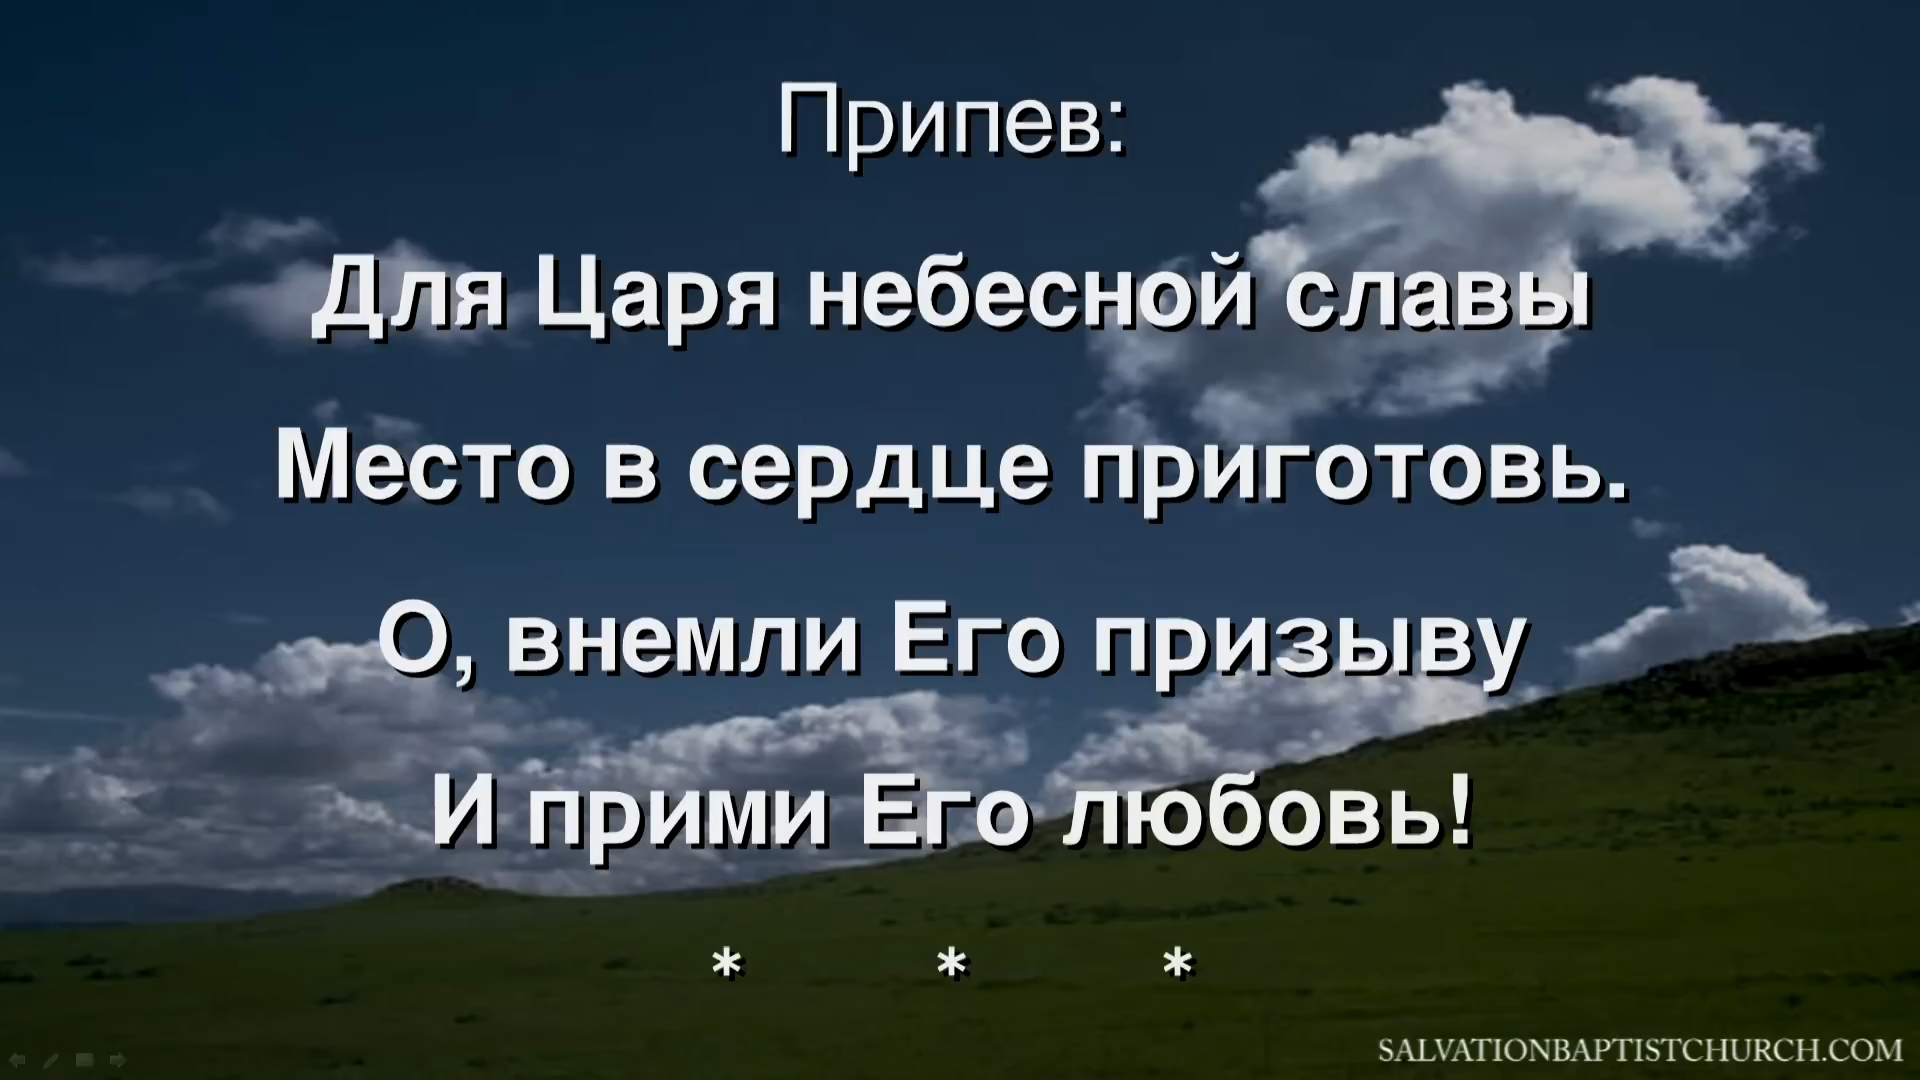 Припев:
Для Царя небесной славы
Место в сердце приготовь.
О, внемли Его призыву
И прими Его любовь!
* * *
SALVATIONBAPTISTCHURCH.COM